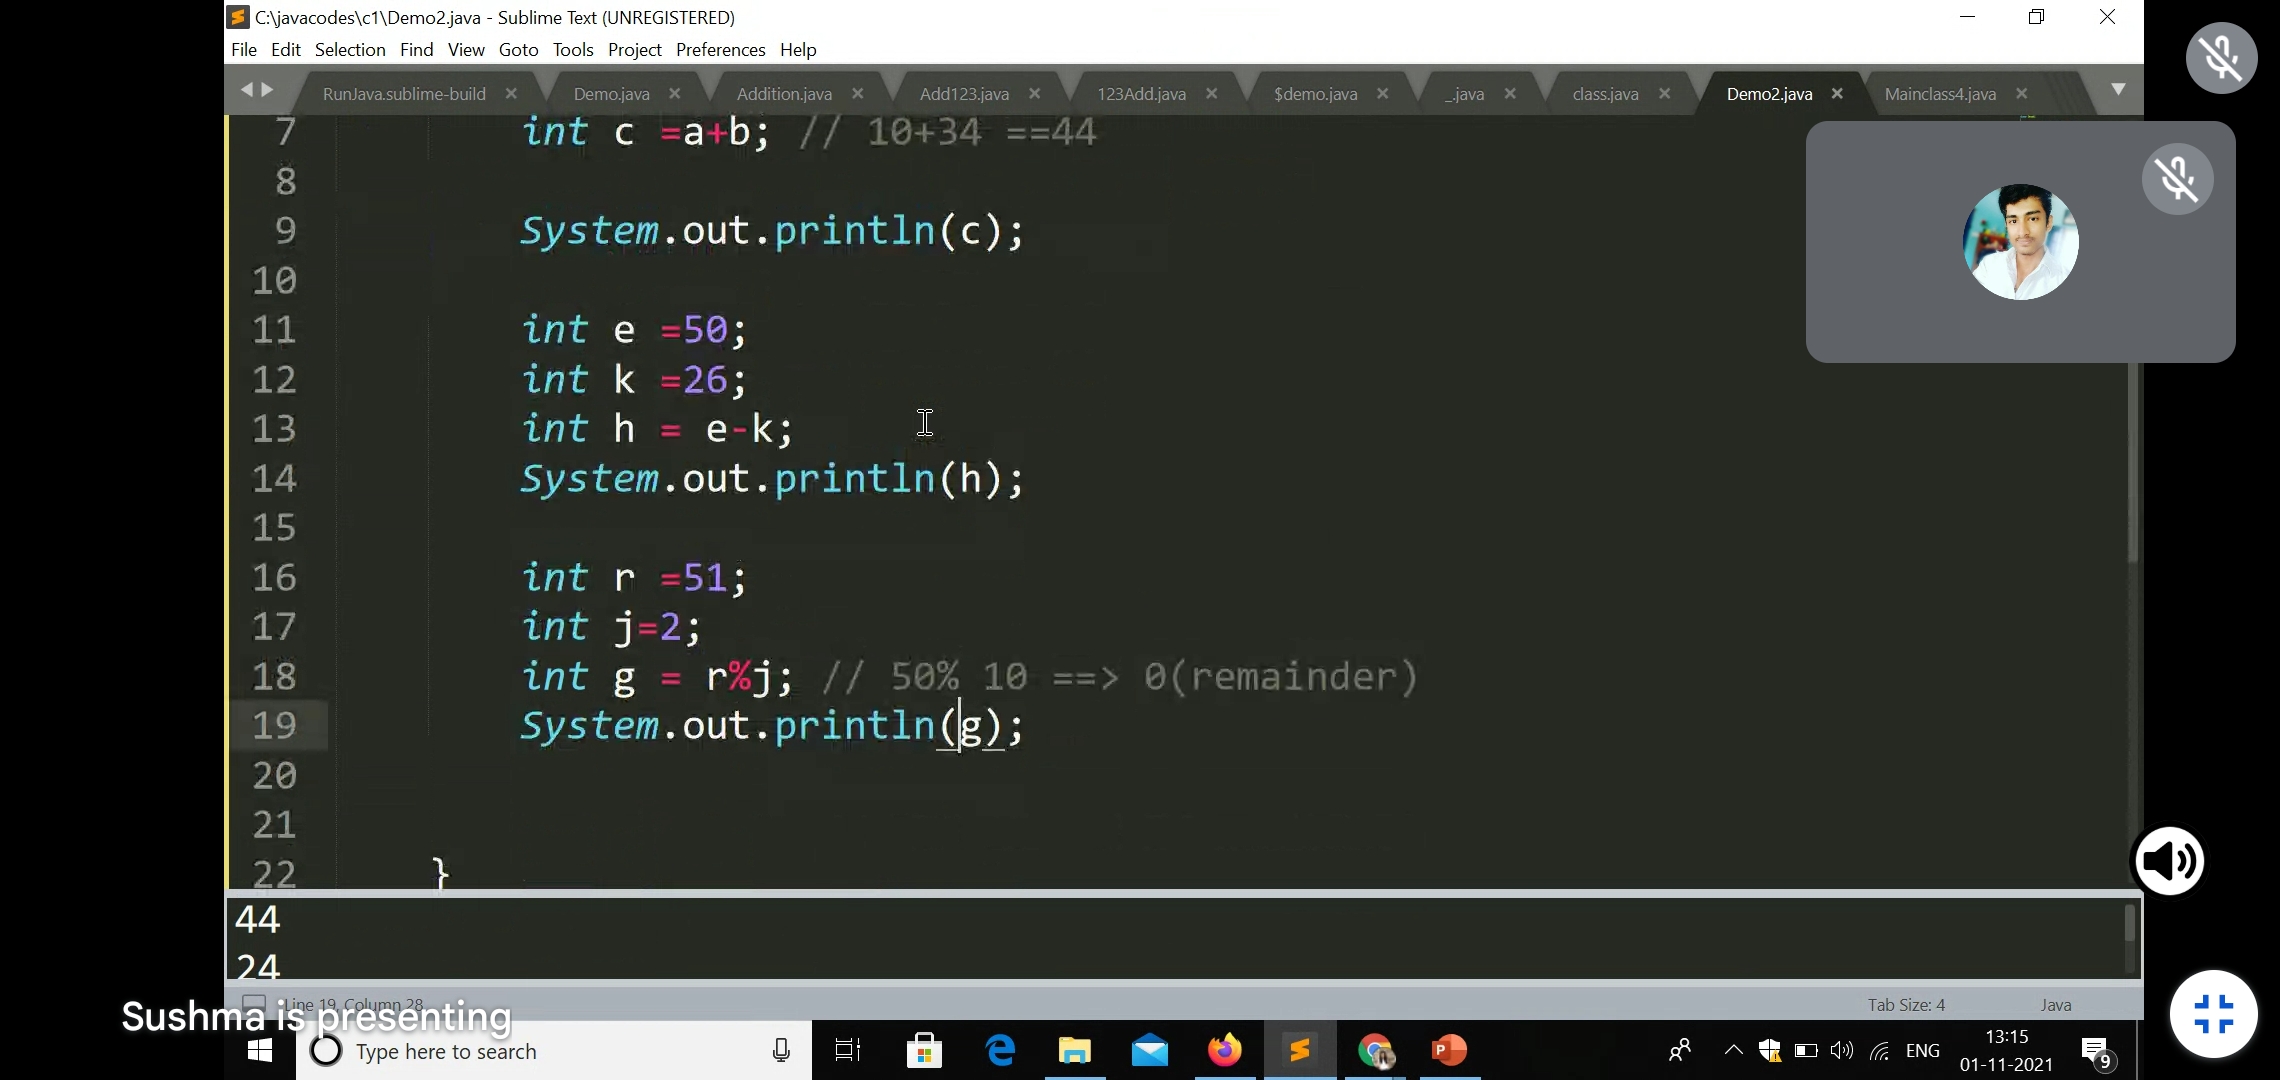 C:\javacodes\c1\Demo2.java - Sublime Text (UNREGISTERED)
File Edit Selection Find View Goto Tools Project Preferences Help
RunJava.sublime-build × Demo.java × Addition.java × Add123.java × 123Add.java × $demo.java × _.java × class.java × Demo2.java × Mainclass4.java ×
7 int c =a+b; // 10+34 ==44
8
9 System.out.println(c);
10
11 int e =50;
12 int k =26;
13 int h = e-k;
14 System.out.println(h);
15
16 int r =51;
17 int j=2;
18 int g = r%j; // 50% 10 ==> 0(remainder)
19 System.out.println(g);
20
21
22 }
44
24
Line 19, Column 28 Tab Size: 4 Java
Sushma is presenting
Type here to search ENG 13:15
01-11-2021 9